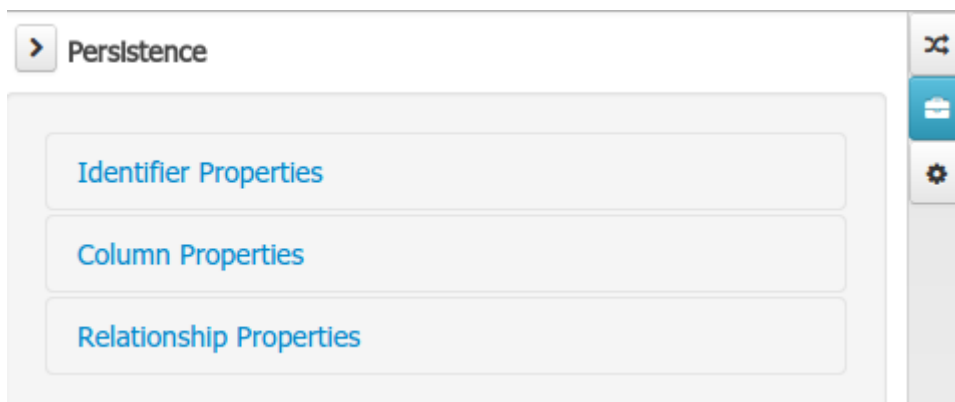 Persistence
Identifier Properties
Column Properties
Relationship Properties